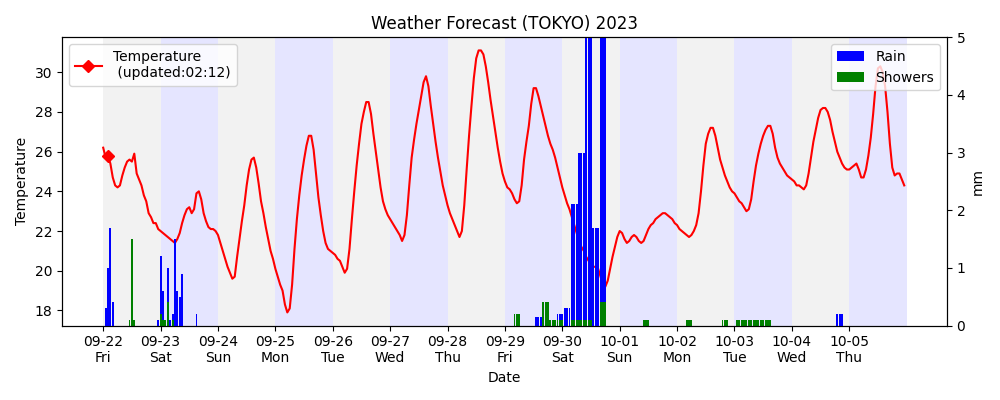 Weather Forecast (TOKYO) 2023
Temperature
(updated:02:12)
Rain
Showers
Temperature
30
28
26
24
22
20
18
5
4
3
2
1
0
mm
09-22 09-23 09-24 09-25 09-26 09-27 09-28 09-29 09-30 10-01 10-02 10-03 10-04 10-05
Fri Sat Sun Mon Tue Wed Thu Fri Sat Sun Mon Tue Wed Thu
Date